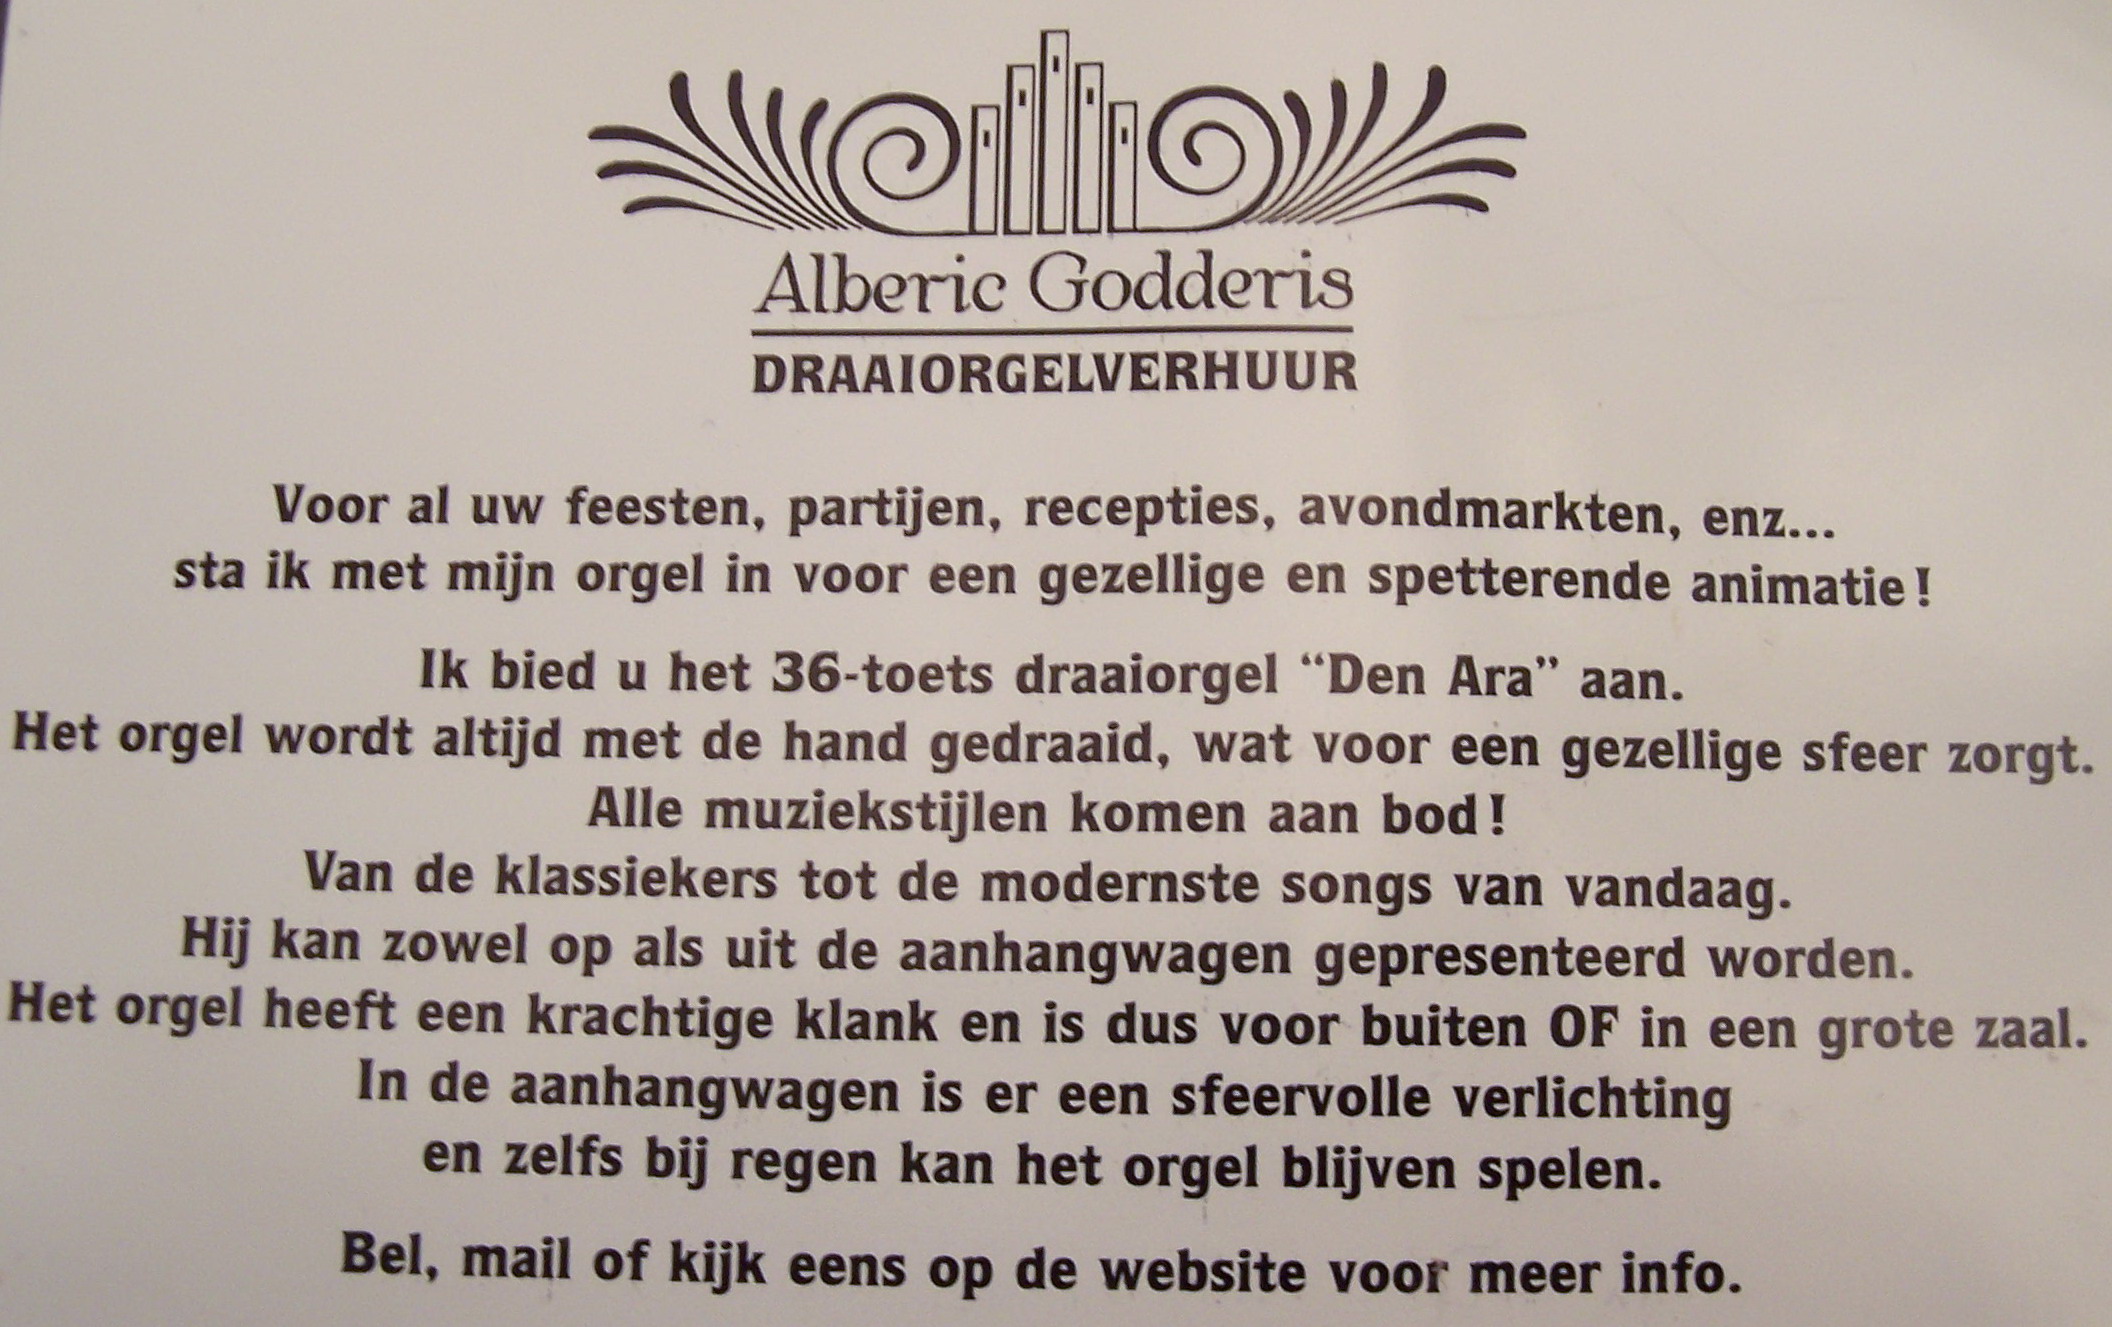 Alberic Godderis
DRAAIORGELVERHUUR
Voor al uw feesten, partijen, recepties, avondmarkten, enz...
sta ik met mijn orgel in voor een gezellige en spetterende animatie!
Ik bied u het 36-toets draaiorgel “Den Ara” aan.
Het orgel wordt altijd met de hand gedraaid, wat voor een gezellige sfeer zorgt.
Alle muziekstijlen komen aan bod!
Van de klassiekers tot de modernste songs van vandaag.
Hij kan zowel op als uit de aanhangwagen gepresenteerd worden.
Het orgel heeft een krachtige klank en is dus voor buiten OF in een grote zaal.
In de aanhangwagen is er een sfeervolle verlichting
en zelfs bij regen kan het orgel blijven spelen.
Bel, mail of kijk eens op de website voor meer info.